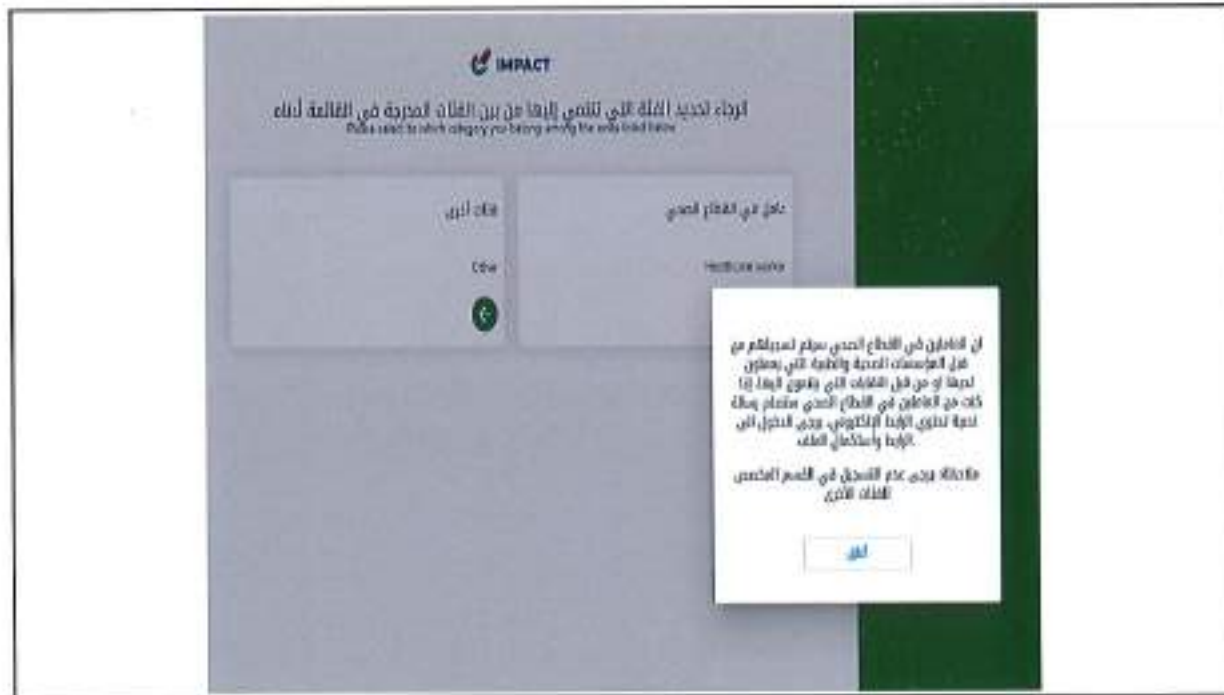 IMPACT
الرجاء تحديد الفئة التي تنتمي إليها من بين الفئات المدرجة في القائمة أدناه
Please select to which category you belong among the ones listed below
عامل في القطاع الصحي
Healthcare worker
فئات أخرى
Other
ان العاملين في القطاع الصحي سيتم تسجيلهم من
قبل المؤسسات الصحية والطبية التي يعملون
لديها او من قبل النقابات التي ينتمون اليها. إذا
كنت من العاملين في القطاع الصحي ستصلم رسالة
نصية تحتوي الرابط الإلكتروني، يرجى الدخول الى
الرابط وأستكمال الملف.
ملاحظة: يرجى عدم التسجيل في القسم المخصص
للفئات الأخرى